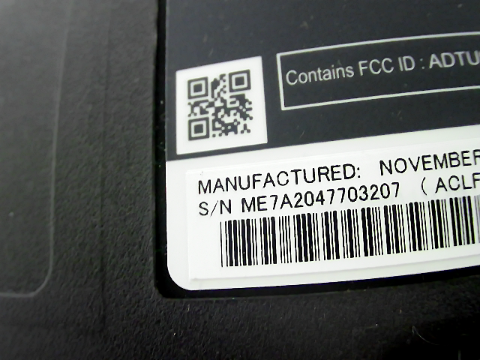 Contains FCC ID : ADTU
MANUFACTURED: NOVEMBER
S/N ME7A2047703207 ( ACLF